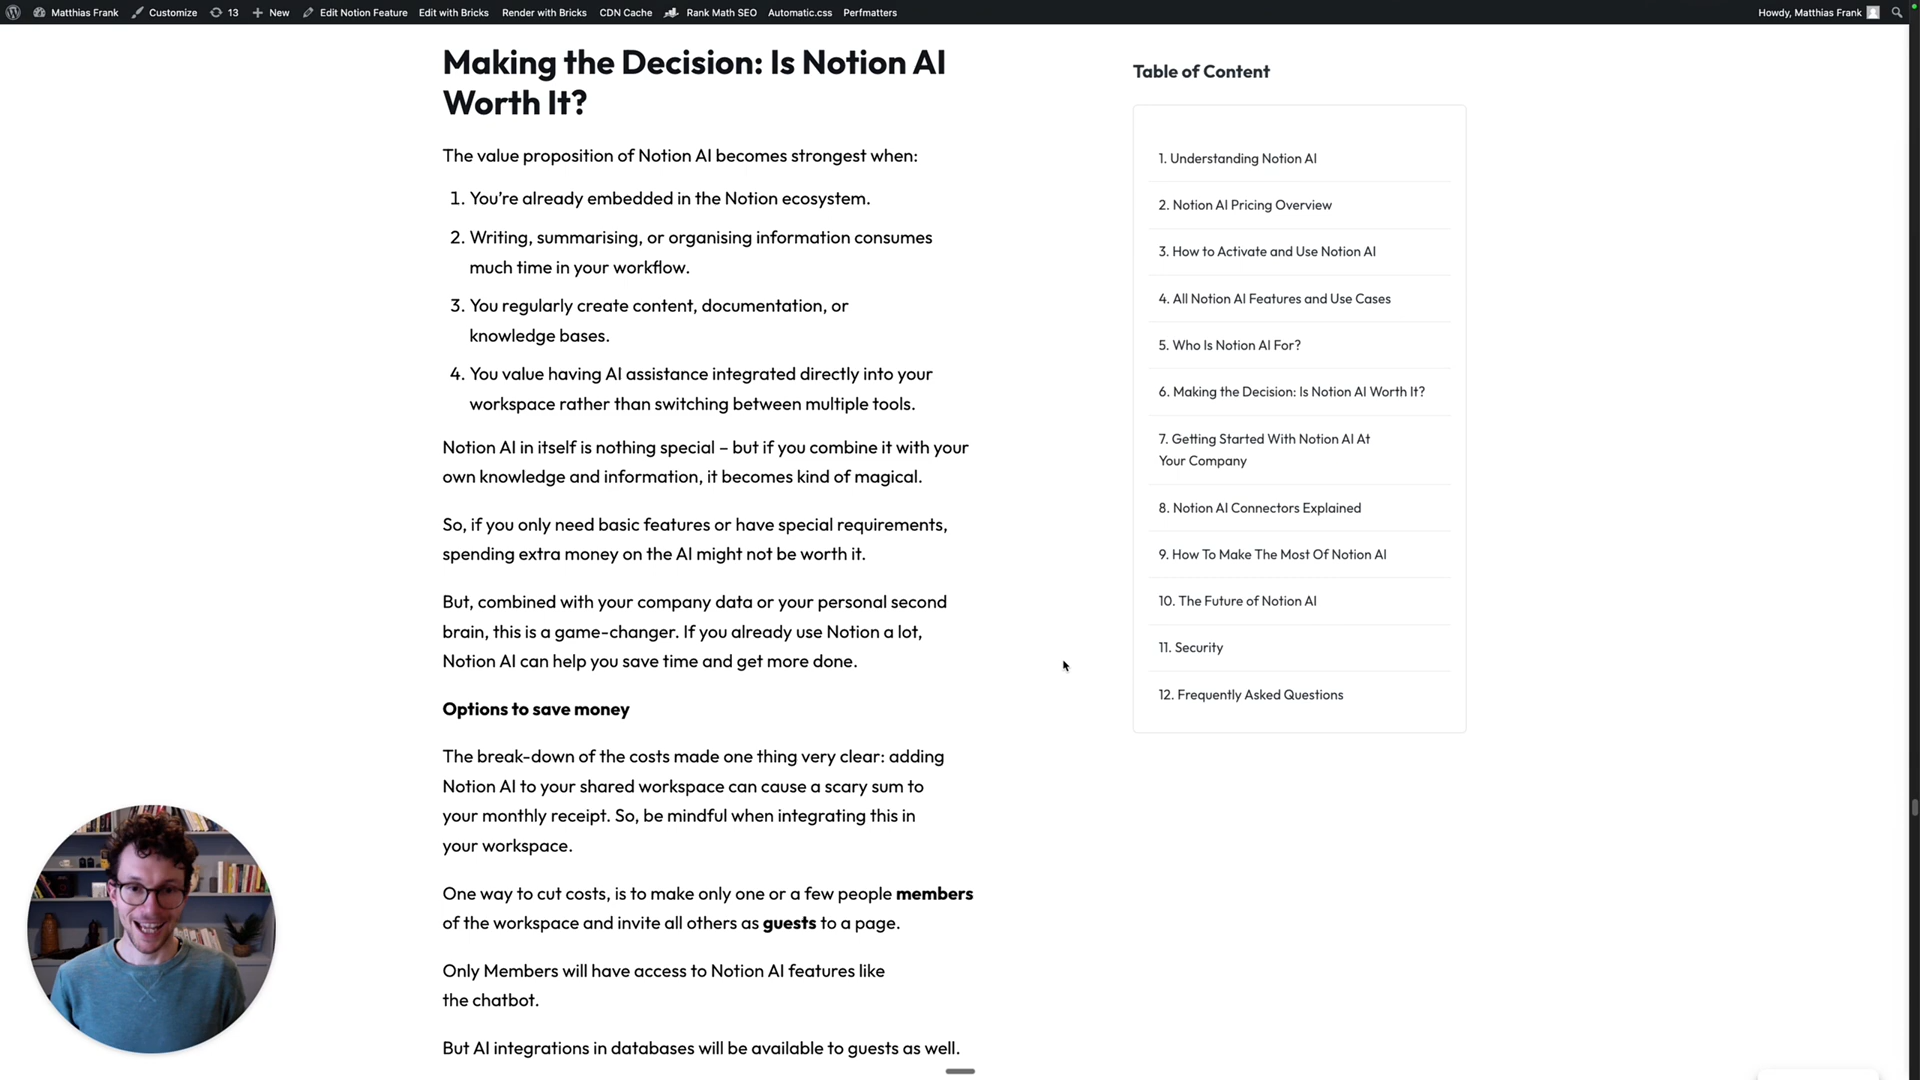 Matthias Frank Customize 13 New Edit Notion Feature Edit with Bricks Render with Bricks CDN Cache Rank Math SEO Automatic.css Perfmatters Howdy, Matthias Frank
Making the Decision: Is Notion AI
Worth It?
The value proposition of Notion AI becomes strongest when:
1. You’re already embedded in the Notion ecosystem.
2. Writing, summarising, or organising information consumes
much time in your workflow.
3. You regularly create content, documentation, or
knowledge bases.
4. You value having AI assistance integrated directly into your
workspace rather than switching between multiple tools.
Notion AI in itself is nothing special – but if you combine it with your
own knowledge and information, it becomes kind of magical.
So, if you only need basic features or have special requirements,
spending extra money on the AI might not be worth it.
But, combined with your company data or your personal second
brain, this is a game-changer. If you already use Notion a lot,
Notion AI can help you save time and get more done.
Options to save money
The break-down of the costs made one thing very clear: adding
Notion AI to your shared workspace can cause a scary sum to
your monthly receipt. So, be mindful when integrating this in
your workspace.
One way to cut costs, is to make only one or a few people members
of the workspace and invite all others as guests to a page.
Only Members will have access to Notion AI features like
the chatbot.
But AI integrations in databases will be available to guests as well.
Table of Content
1. Understanding Notion AI
2. Notion AI Pricing Overview
3. How to Activate and Use Notion AI
4. All Notion AI Features and Use Cases
5. Who Is Notion AI For?
6. Making the Decision: Is Notion AI Worth It?
7. Getting Started With Notion AI At
Your Company
8. Notion AI Connectors Explained
9. How To Make The Most Of Notion AI
10. The Future of Notion AI
11. Security
12. Frequently Asked Questions